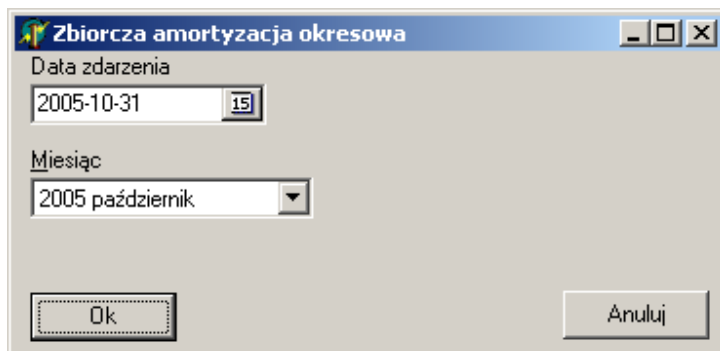 Zbiorcza amortyzacja okresowa
Data zdarzenia
2005-10-31
15
Miesiąc
2005 październik
Ok
Anuluj